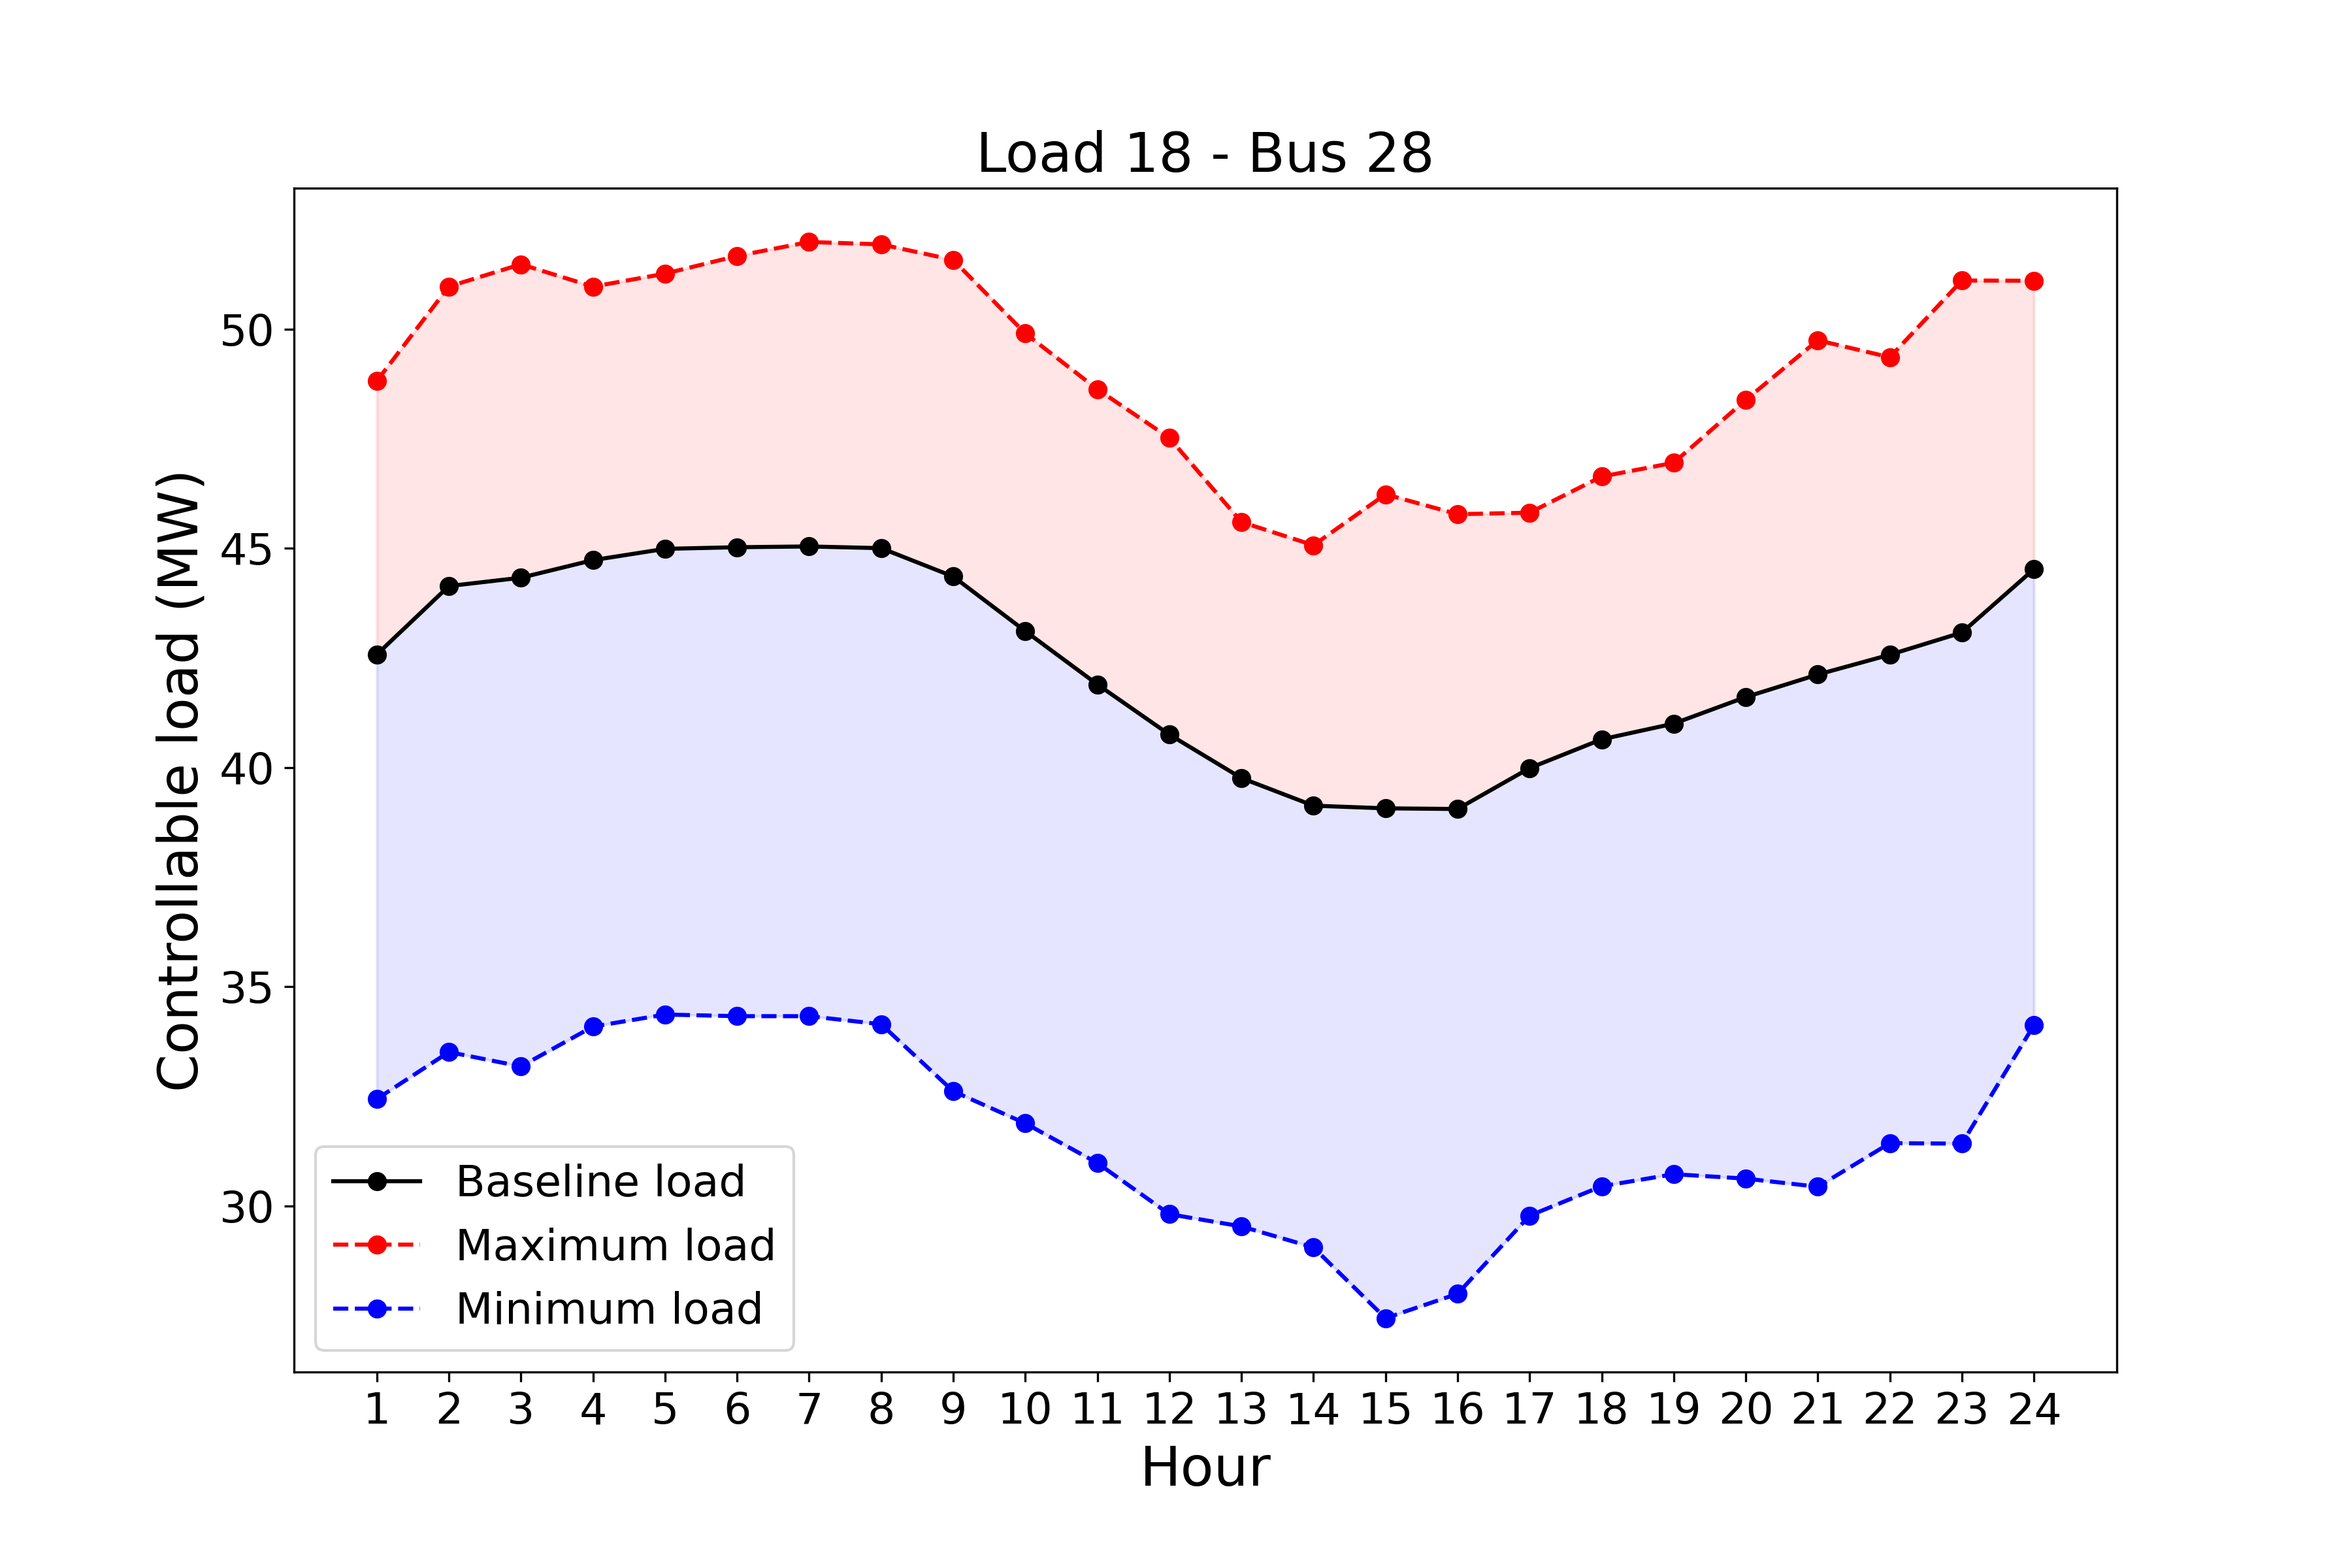 Load 18 - Bus 28
Controllable load (MW)
50
45
40
35
30
Baseline load
Maximum load
Minimum load
1 2 3 4 5 6 7 8 9 10 11 12 13 14 15 16 17 18 19 20 21 22 23 24
Hour